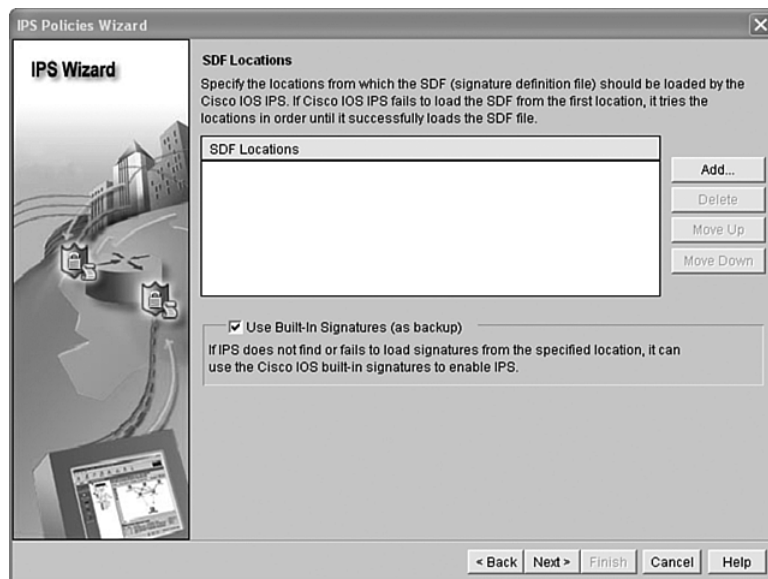 IPS Policies Wizard
IPS Wizard
SDF Locations
Specify the locations from which the SDF (signature definition file) should be loaded by the
Cisco IOS IPS. If Cisco IOS IPS fails to load the SDF from the first location, it tries the
locations in order until it successfully loads the SDF file.
SDF Locations
Add...
Delete
Move Up
Move Down
Use Built-In Signatures (as backup)
If IPS does not find or fails to load signatures from the specified location, it can
use the Cisco IOS built-in signatures to enable IPS.
< Back
Next >
Finish
Cancel
Help